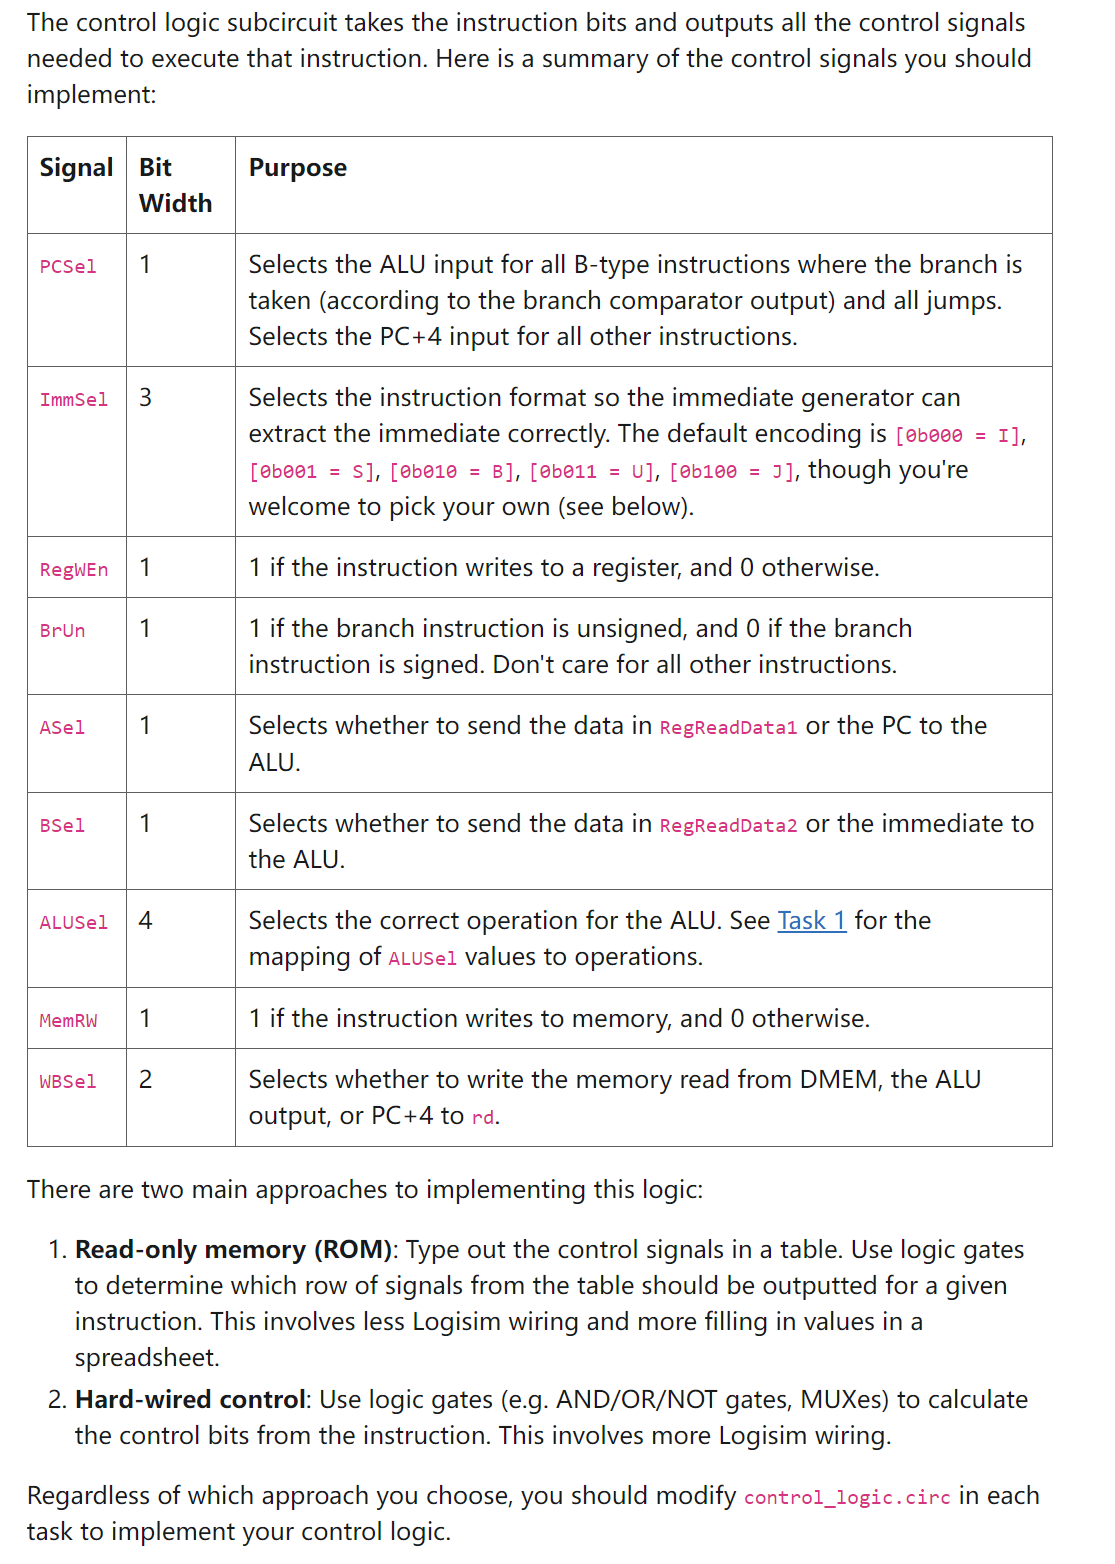 The control logic subcircuit takes the instruction bits and outputs all the control signals
needed to execute that instruction. Here is a summary of the control signals you should
implement:
Signal
Bit
Width
Purpose
PCSel
1
Selects the ALU input for all B-type instructions where the branch is
taken (according to the branch comparator output) and all jumps.
Selects the PC+4 input for all other instructions.
ImmSel
3
Selects the instruction format so the immediate generator can
extract the immediate correctly. The default encoding is [0b000 = I],
[0b001 = S], [0b010 = B], [0b011 = U], [0b100 = J], though you're
welcome to pick your own (see below).
RegWEn
1
1 if the instruction writes to a register, and 0 otherwise.
BrUn
1
1 if the branch instruction is unsigned, and 0 if the branch
instruction is signed. Don't care for all other instructions.
ASel
1
Selects whether to send the data in RegReadData1 or the PC to the
ALU.
BSel
1
Selects whether to send the data in RegReadData2 or the immediate to
the ALU.
ALUSel
4
Selects the correct operation for the ALU. See Task 1 for the
mapping of ALUSel values to operations.
MemRW
1
1 if the instruction writes to memory, and 0 otherwise.
WBSel
2
Selects whether to write the memory read from DMEM, the ALU
output, or PC+4 to rd.
There are two main approaches to implementing this logic:
1. Read-only memory (ROM): Type out the control signals in a table. Use logic gates
to determine which row of signals from the table should be outputted for a given
instruction. This involves less Logisim wiring and more filling in values in a
spreadsheet.
2. Hard-wired control: Use logic gates (e.g. AND/OR/NOT gates, MUXes) to calculate
the control bits from the instruction. This involves more Logisim wiring.
Regardless of which approach you choose, you should modify control_logic.circ in each
task to implement your control logic.